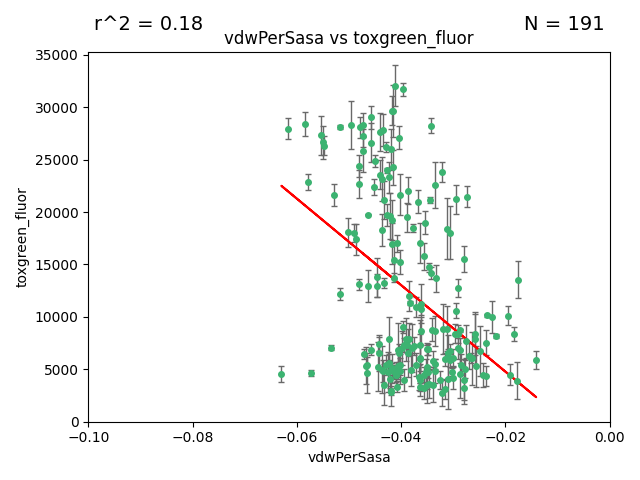 r^2 = 0.18
N = 191
vdwPerSasa vs toxgreen_fluor
35000
30000
25000
20000
15000
10000
5000
0
toxgreen_fluor
−0.10
−0.08
−0.06
−0.04
−0.02
0.00
vdwPerSasa